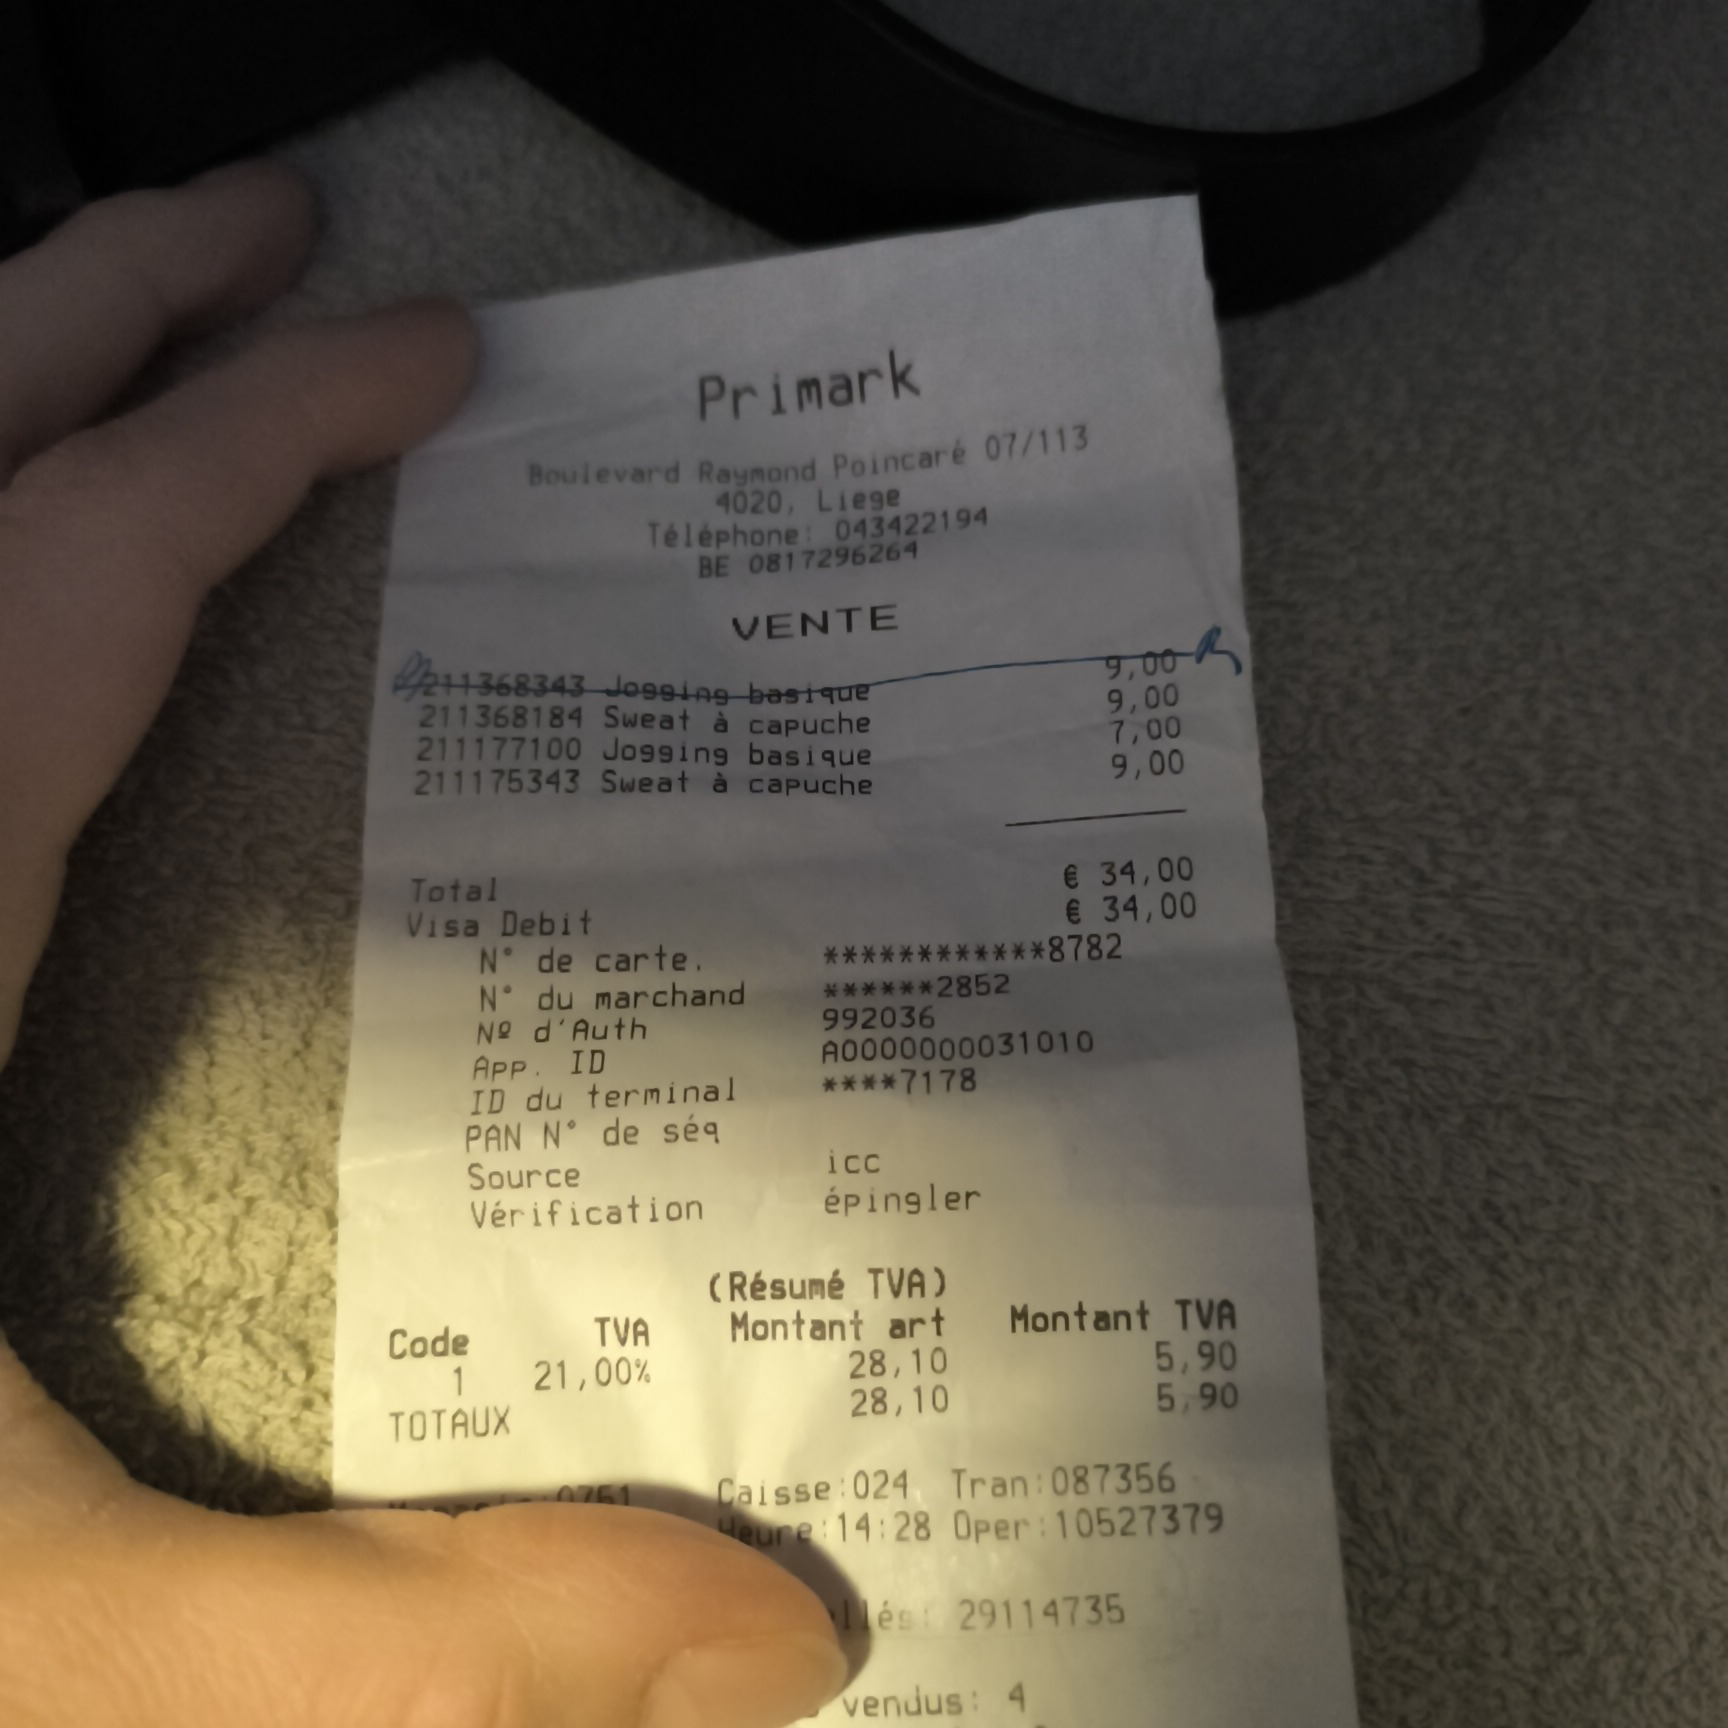 Primark
Boulevard Raymond Poincaré 07/113
4020, Liege
Téléphone: 043422194
BE 0817296264
VENTE
211368343 Jogging basique 9,00
211368184 Sweat à capuche 9,00
211177100 Jogging basique 7,00
211175343 Sweat à capuche 9,00
Total € 34,00
Visa Debit € 34,00
N° de carte. ************8782
N° du marchand ******2852
Nº d'Auth 992036
App. ID A0000000031010
ID du terminal ****7178
PAN N° de séq
Source icc
Vérification épingler
(Résumé TVA)
Code TVA Montant art Montant TVA
1 21,00% 28,10 5,90
TOTAUX 28,10 5,90
Caisse:024 Tran:087356
Heure:14:28 Oper:10527379
29114735
vendus: 4